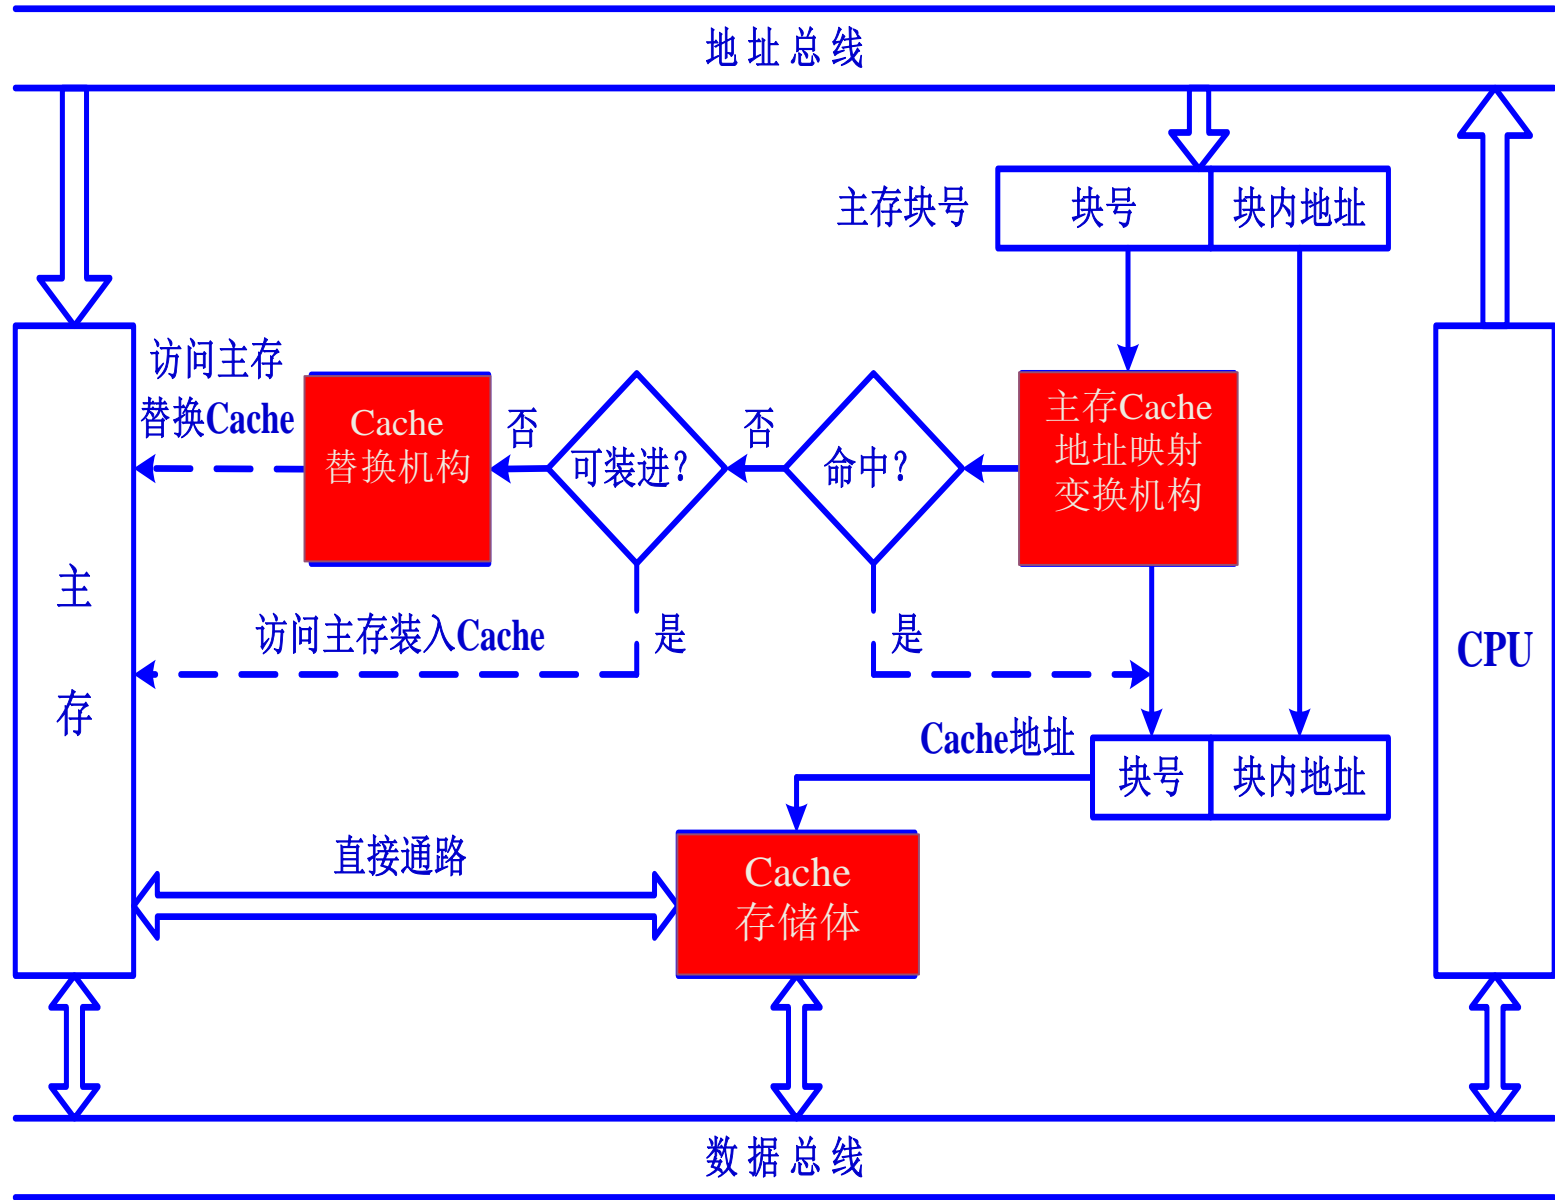 地址总线
主存块号
块号
块内地址
访问主存
替换Cache
Cache
替换机构
否
可装进?
否
命中?
主存Cache
地址映射
变换机构
主
存
访问主存装入Cache
是
是
CPU
Cache地址
块号
块内地址
直接通路
Cache
存储体
数据总线